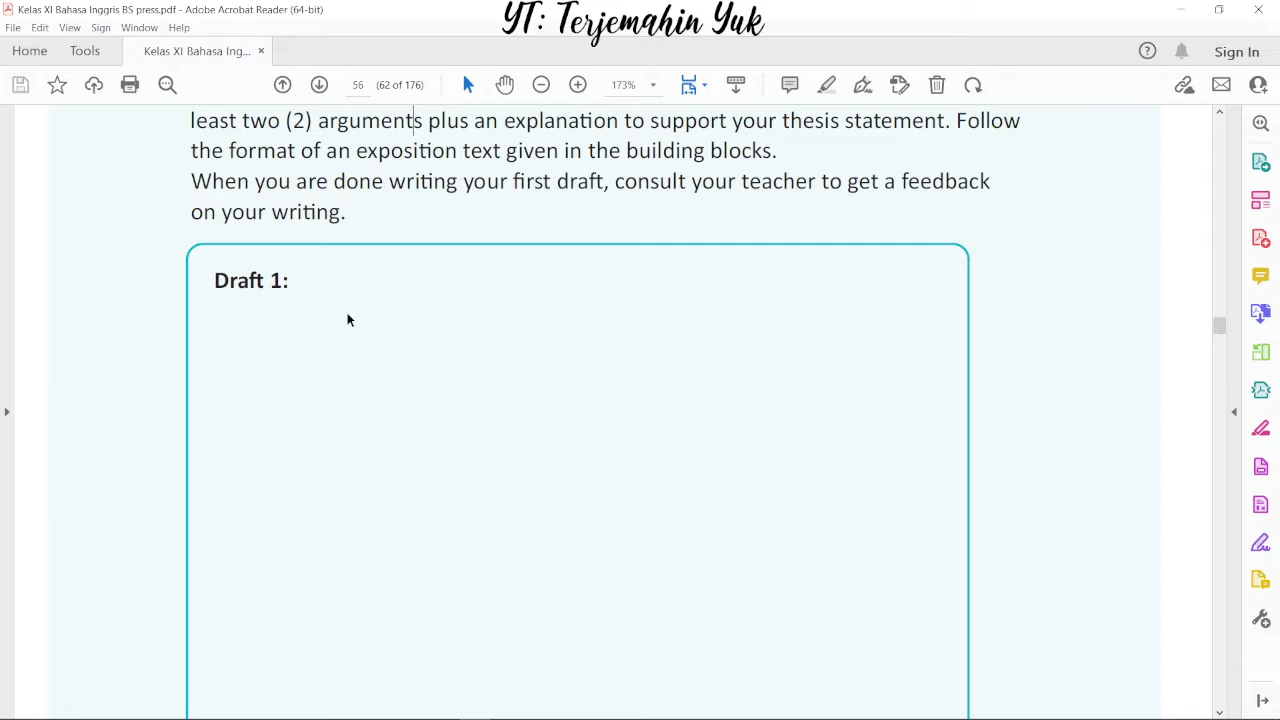 Kelas XI Bahasa Inggris BS press.pdf - Adobe Acrobat Reader (64-bit)
YT: Terjemahin Yuk
File Edit View Sign Window Help
Home Tools Kelas XI Bahasa Ing... × Sign In
56 (62 of 176) 173%
least two (2) arguments plus an explanation to support your thesis statement. Follow
the format of an exposition text given in the building blocks.
When you are done writing your first draft, consult your teacher to get a feedback
on your writing.
Draft 1: